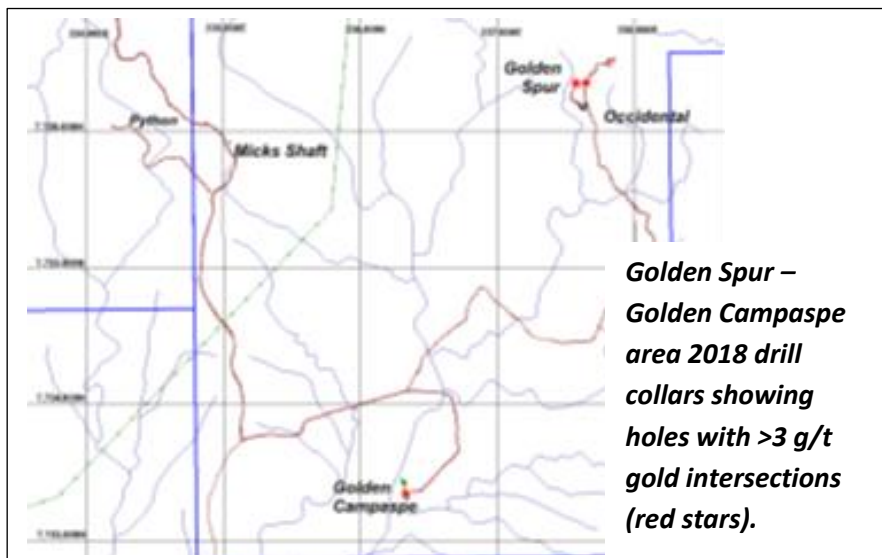 Golden
Spur
Occidental
Python
Micks Shaft
Golden Spur –
Golden Campaspe
area 2018 drill
collars showing
holes with >3 g/t
gold intersections
(red stars).
Golden
Campaspe